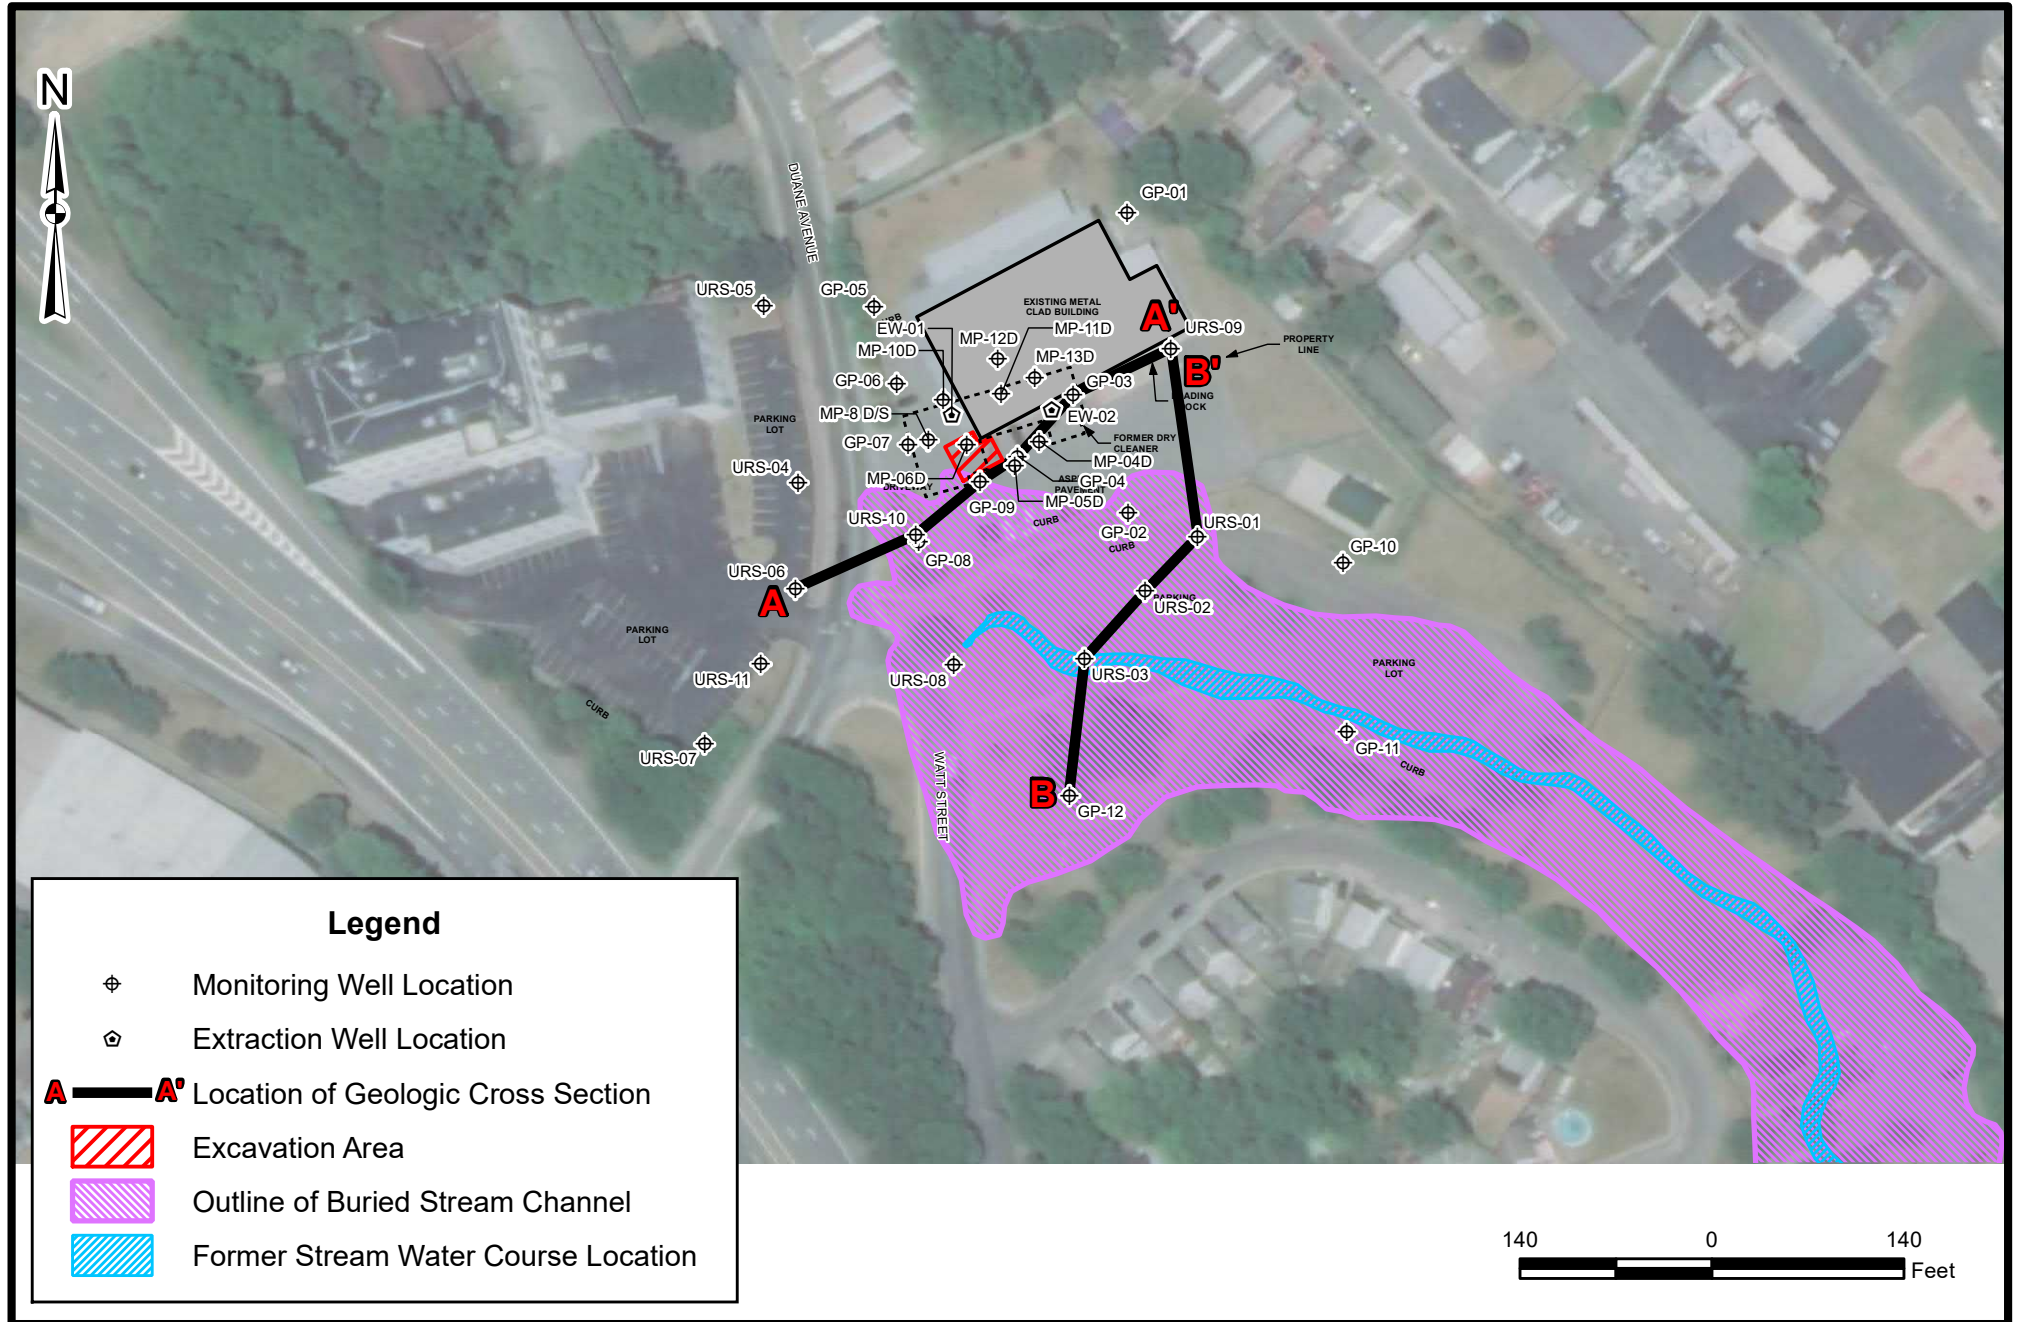 N
DUANE AVENUE
GP-01
URS-05
GP-05
CURB
EXISTING METAL
CLAD BUILDING
A'
URS-09
EW-01
MP-12D
MP-11D
PROPERTY
LINE
MP-10D
MP-13D
B'
GP-06
GP-03
MP-8 D/S
EW-02
PARKING
LOT
GP-07
FORMER DRY
CLEANER
MP-04D
URS-04
MP-06D
GP-04
DRIVEWAY
PAVEMENT
MP-05D
GP-09
URS-10
CURB
URS-01
GP-02
CURB
GP-10
GP-08
URS-06
A
PARKING
URS-02
PARKING
LOT
PARKING
LOT
URS-11
URS-08
URS-03
CURB
GP-11
URS-07
CURB
WATT STREET
B
GP-12
Legend
Monitoring Well Location
Extraction Well Location
A A' Location of Geologic Cross Section
Excavation Area
Outline of Buried Stream Channel
Former Stream Water Course Location
140 0 140
Feet